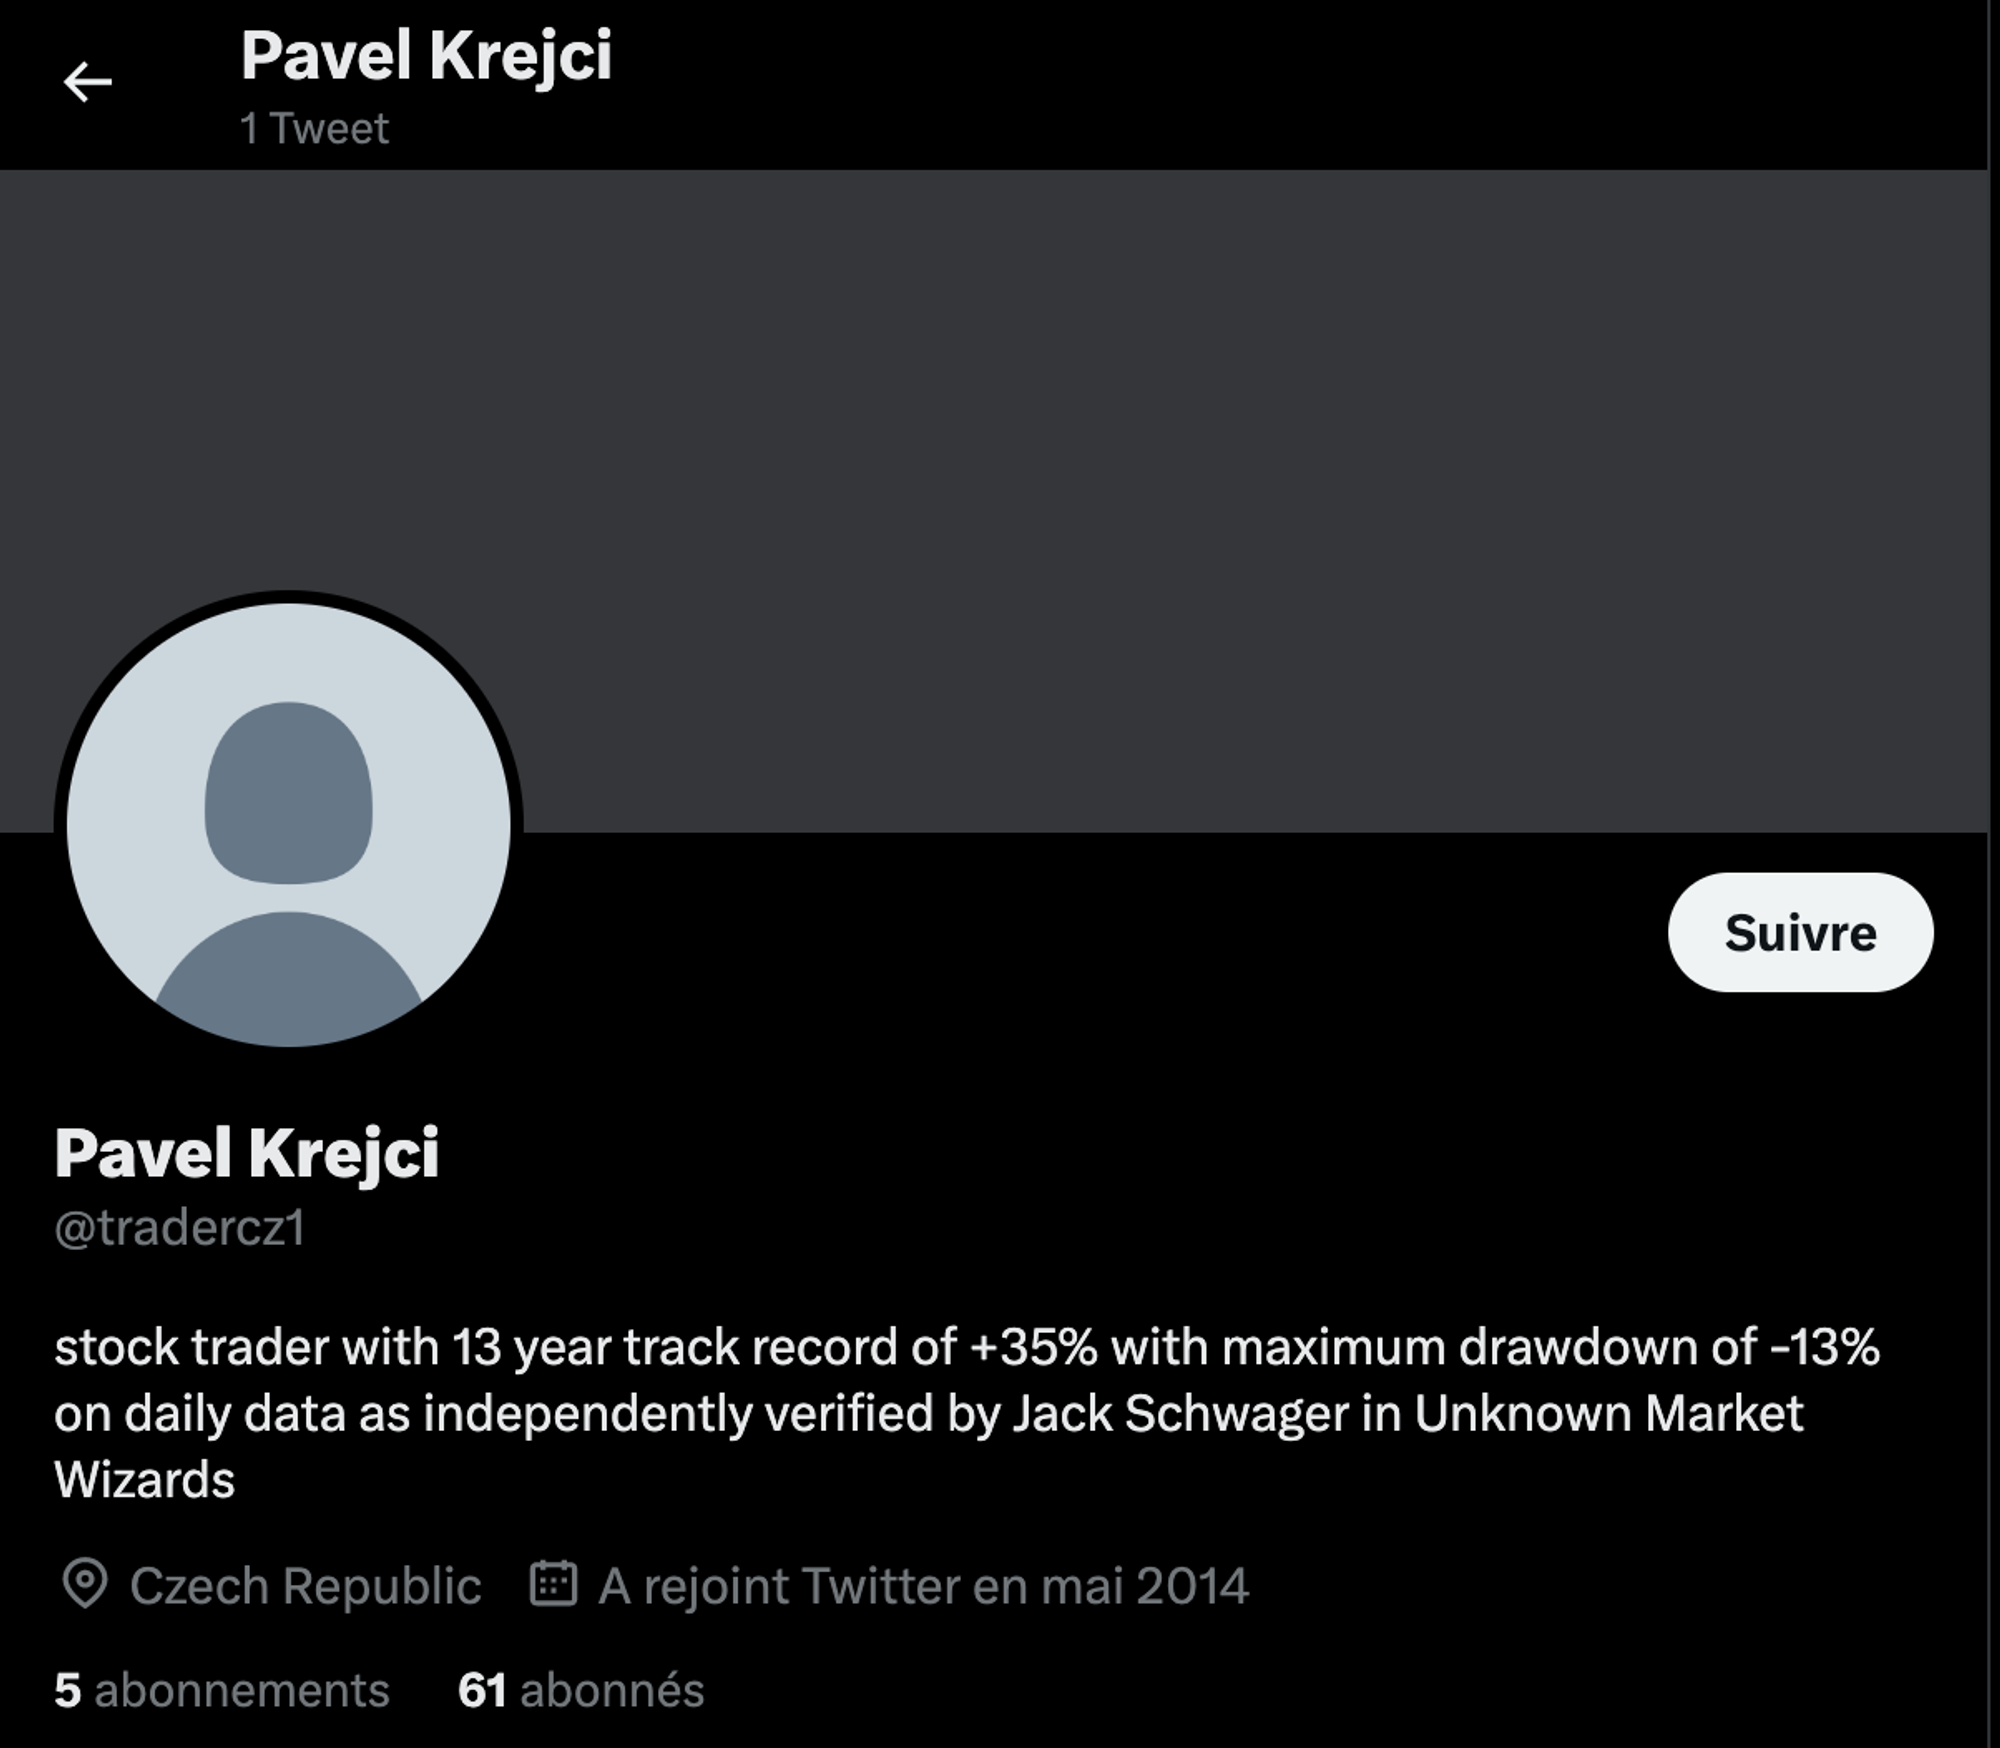 Pavel Krejci
1 Tweet
Suivre
Pavel Krejci
@tradercz1
stock trader with 13 year track record of +35% with maximum drawdown of -13%
on daily data as independently verified by Jack Schwager in Unknown Market
Wizards
Czech Republic A rejoint Twitter en mai 2014
5 abonnements 61 abonnés